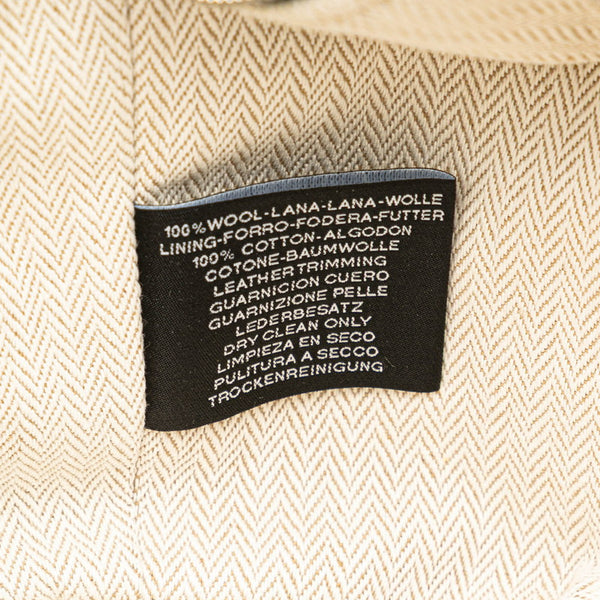 100% WOOL-LANA-LANA-WOLLE
LINING-FORRO-FODERA-FUTTER
100% COTTON-ALGODON
COTONE-BAUMWOLLE
LEATHER TRIMMING
GUARNICION CUERO
GUARNIZIONE PELLE
LEDERBESATZ
DRY CLEAN ONLY
LIMPIEZA EN SECO
PULITURA A SECCO
TROCKENREINIGUNG